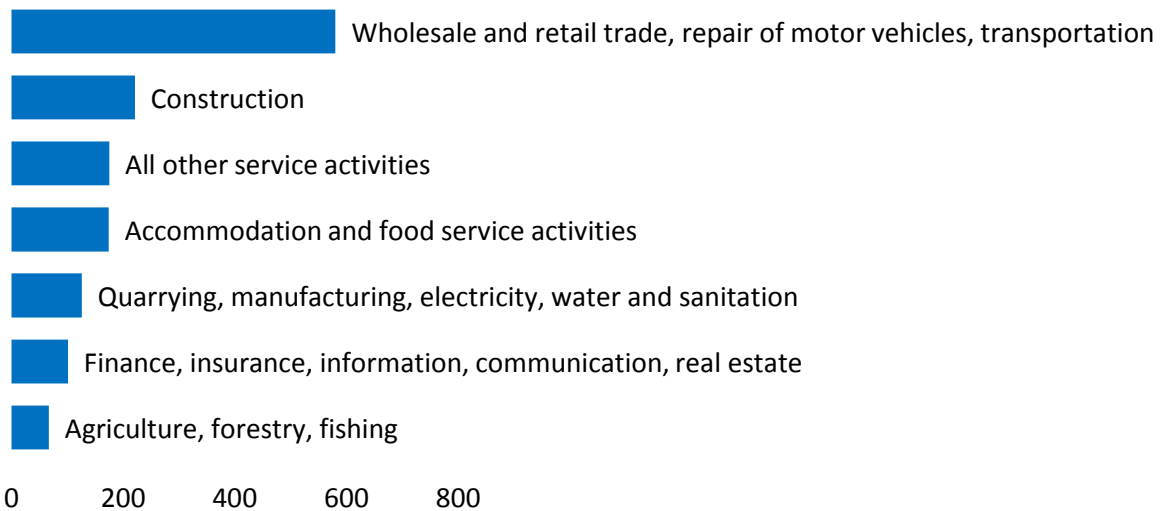 Wholesale and retail trade, repair of motor vehicles, transportation
Construction
All other service activities
Accommodation and food service activities
Quarrying, manufacturing, electricity, water and sanitation
Finance, insurance, information, communication, real estate
Agriculture, forestry, fishing
0 200 400 600 800